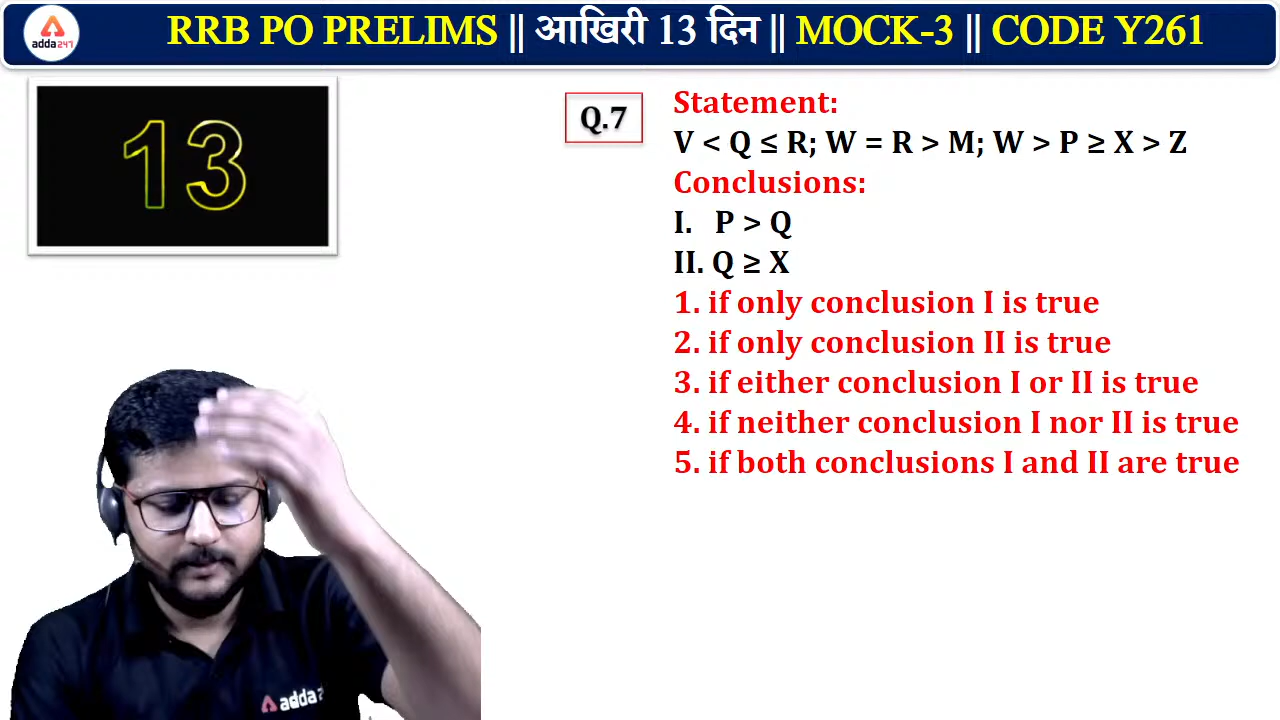 RRB PO PRELIMS || आखिरी 13 दिन || MOCK-3 || CODE Y261
adda247
13
Q.7
Statement:
V < Q ≤ R; W = R > M; W > P ≥ X > Z
Conclusions:
I. P > Q
II. Q ≥ X
1. if only conclusion I is true
2. if only conclusion II is true
3. if either conclusion I or II is true
4. if neither conclusion I nor II is true
5. if both conclusions I and II are true